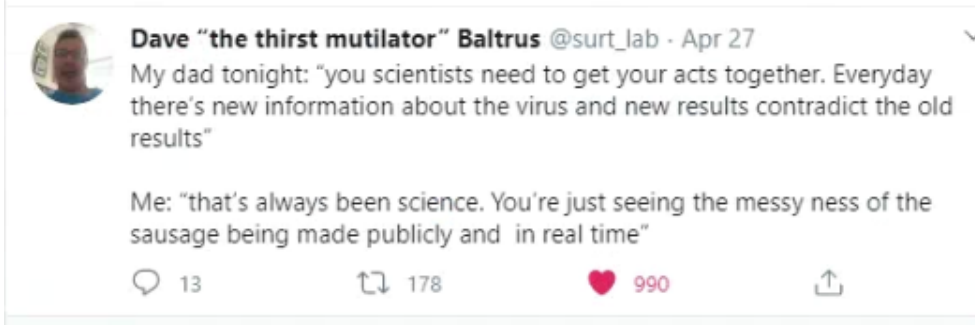 Dave “the thirst mutilator” Baltrus @surt_lab · Apr 27
My dad tonight: “you scientists need to get your acts together. Everyday
there’s new information about the virus and new results contradict the old
results”
Me: “that’s always been science. You’re just seeing the messy ness of the
sausage being made publicly and  in real time”
13 178 990